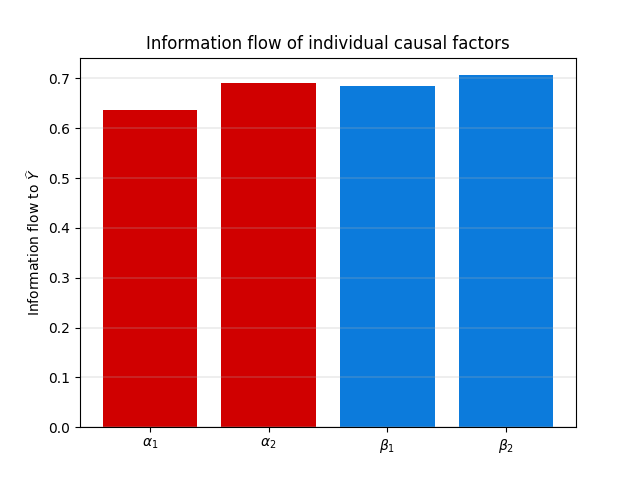 Information flow of individual causal factors
Information flow to Ŷ
0.7
0.6
0.5
0.4
0.3
0.2
0.1
0.0
α₁ α₂ β₁ β₂